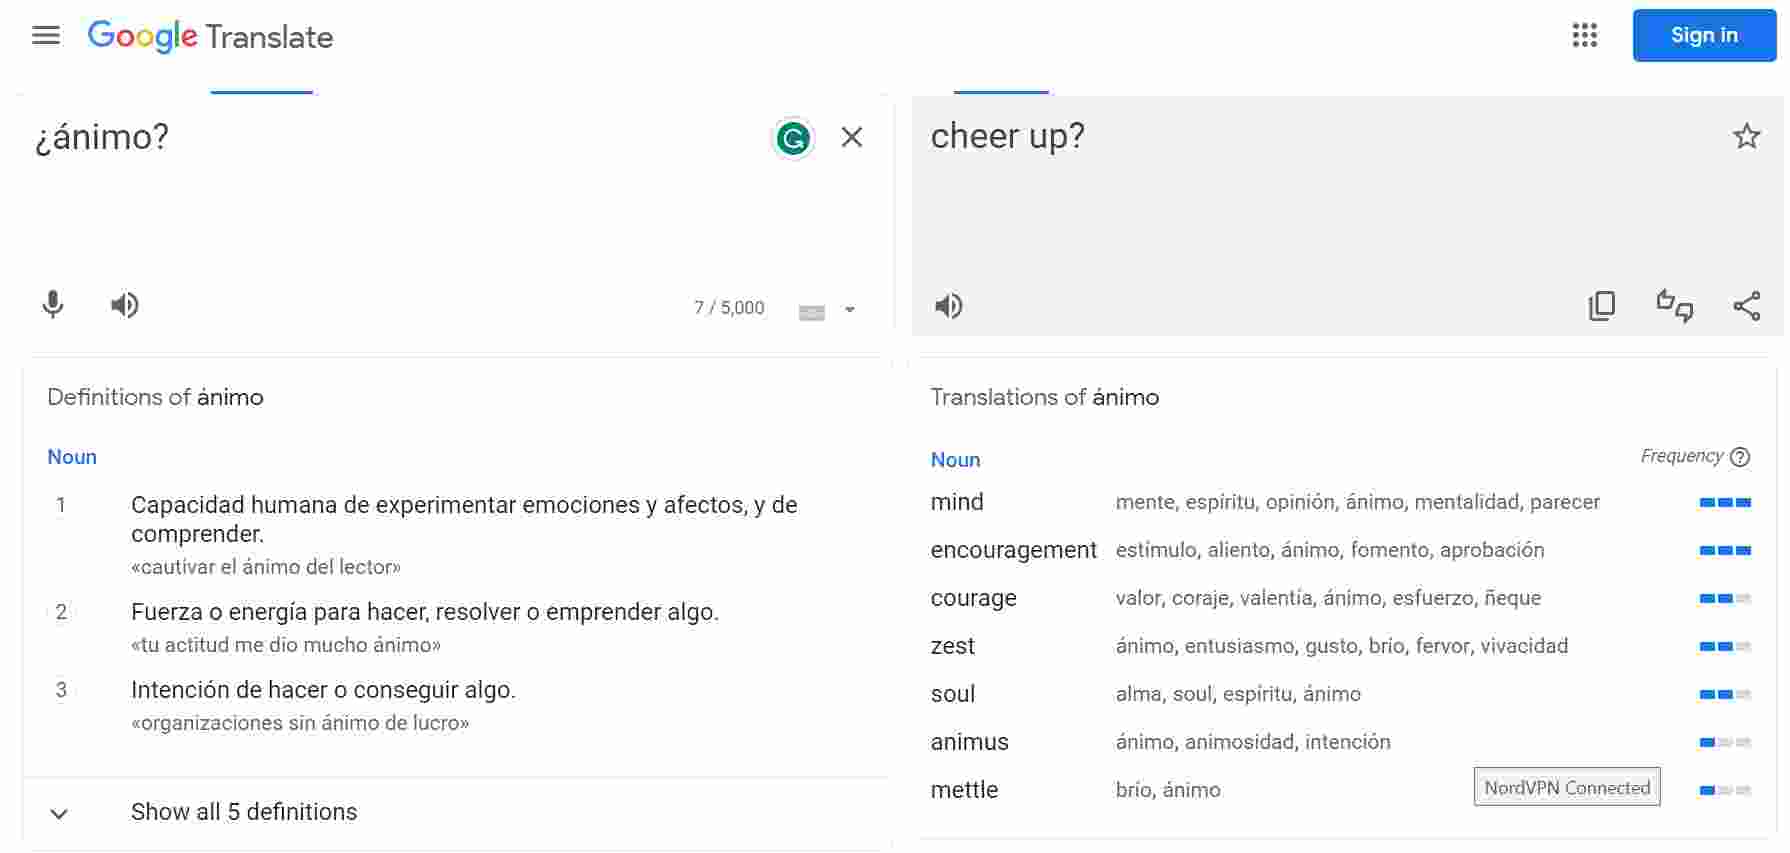 Google Translate
Sign in
¿ánimo?
cheer up?
7 / 5,000
Definitions of ánimo
Noun
1 Capacidad humana de experimentar emociones y afectos, y de
comprender.
«cautivar el ánimo del lector»
2 Fuerza o energía para hacer, resolver o emprender algo.
«tu actitud me dio mucho ánimo»
3 Intención de hacer o conseguir algo.
«organizaciones sin ánimo de lucro»
Show all 5 definitions
Translations of ánimo
Noun Frequency
mind mente, espíritu, opinión, ánimo, mentalidad, parecer
encouragement estímulo, aliento, ánimo, fomento, aprobación
courage valor, coraje, valentía, ánimo, esfuerzo, ñeque
zest ánimo, entusiasmo, gusto, brío, fervor, vivacidad
soul alma, soul, espíritu, ánimo
animus ánimo, animosidad, intención
mettle brío, ánimo
NordVPN Connected